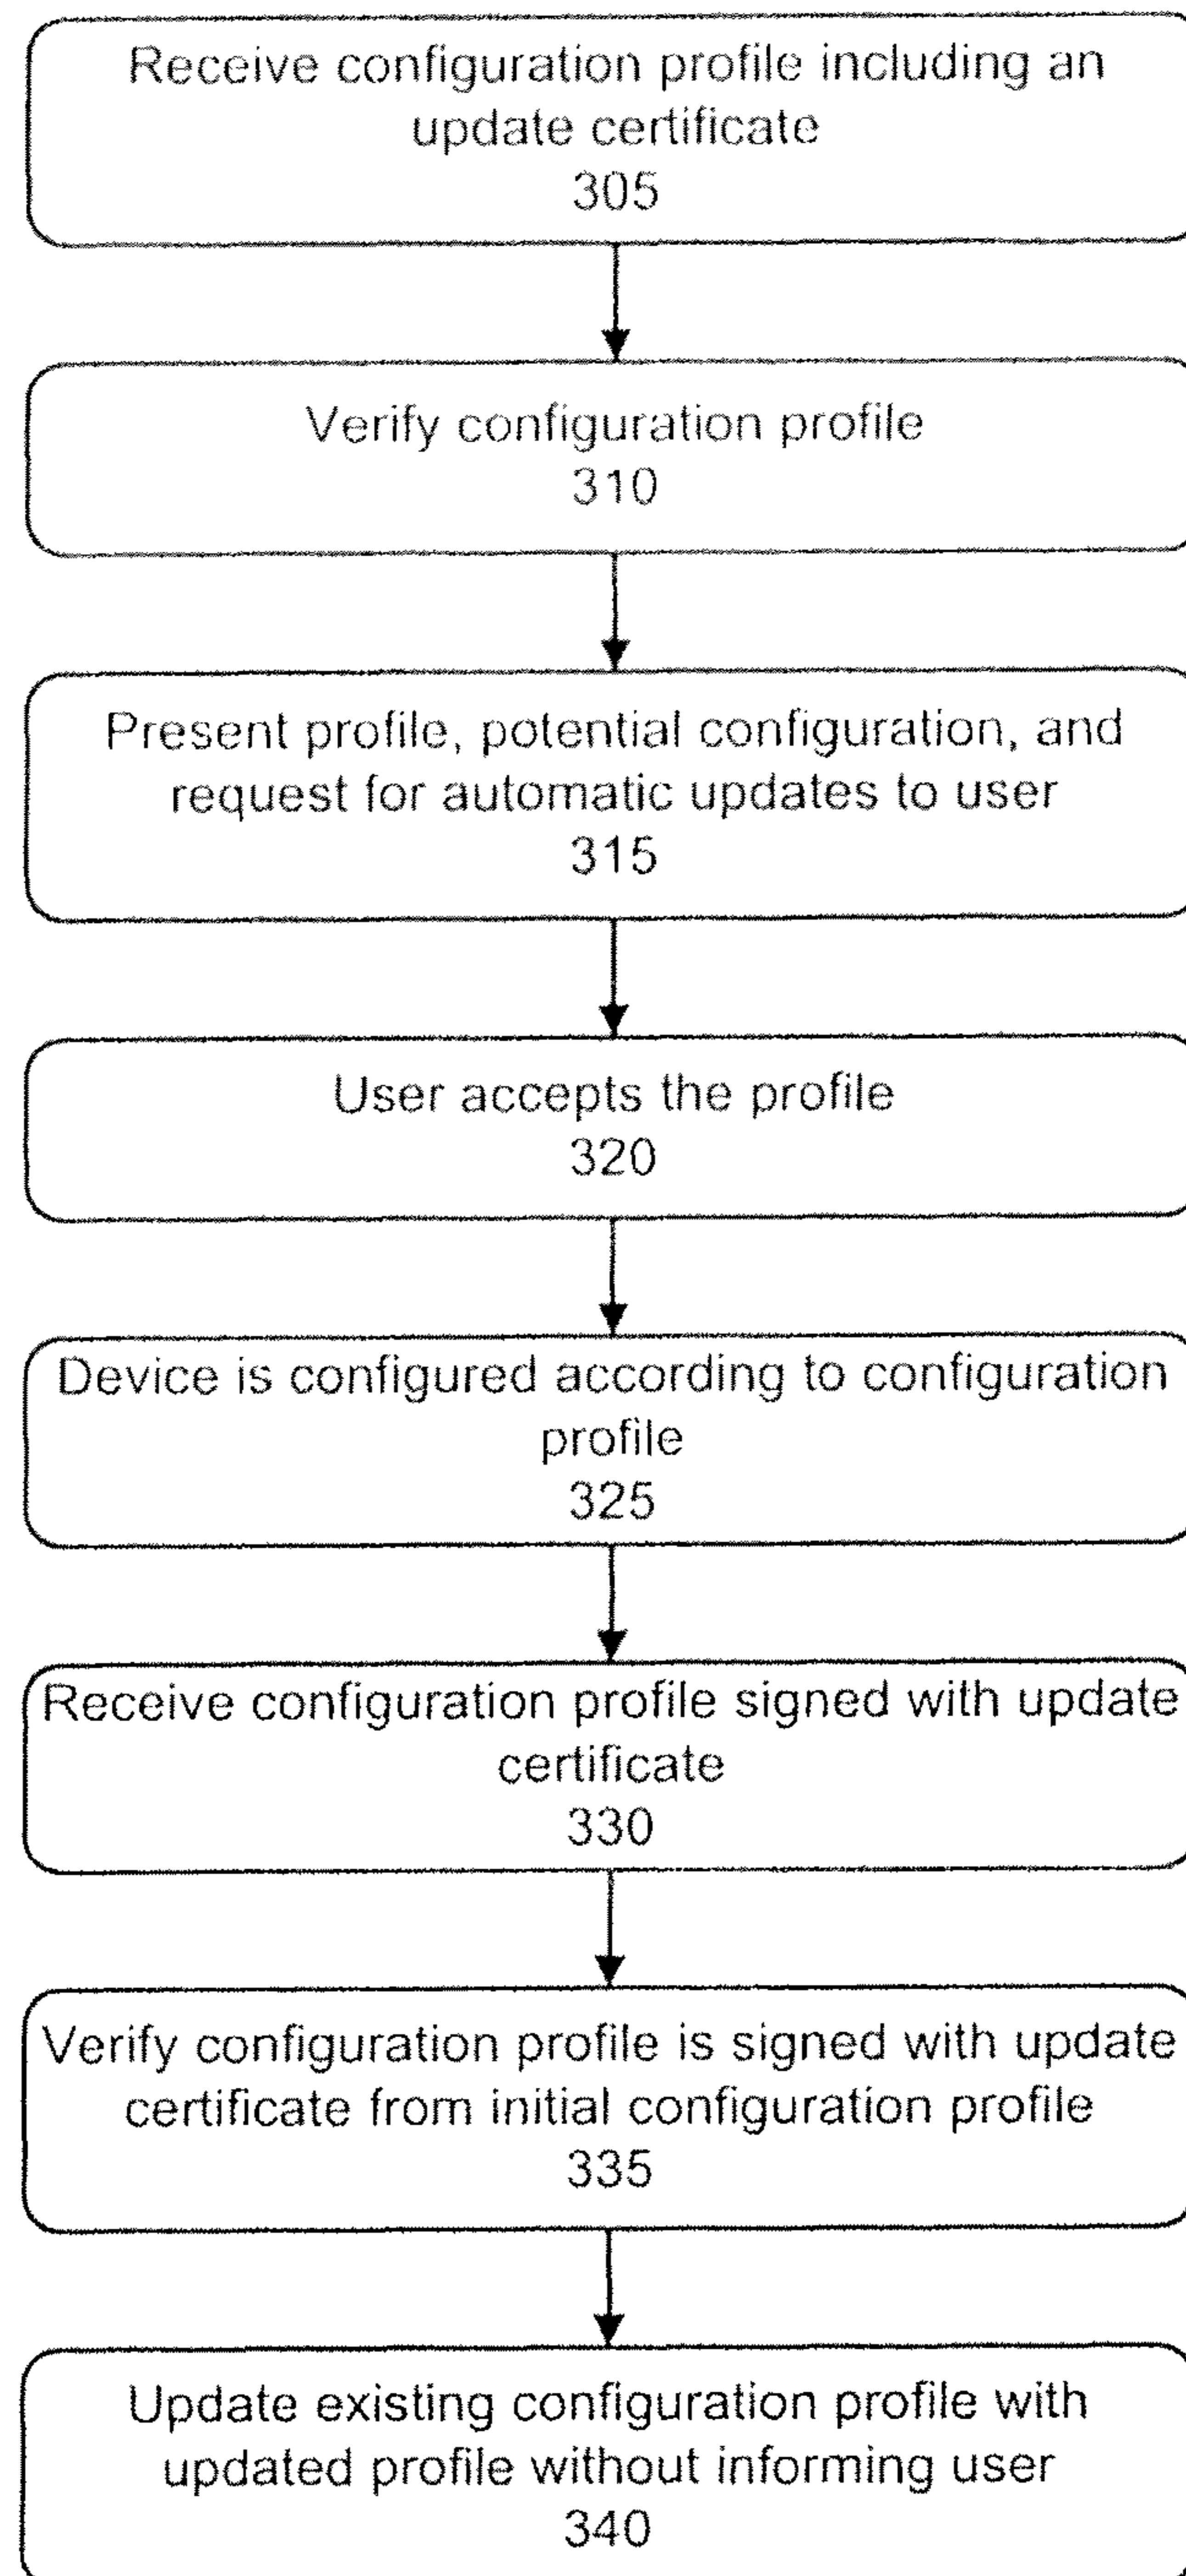 Receive configuration profile including an
update certificate
305
Verify configuration profile
310
Present profile, potential configuration, and
request for automatic updates to user
315
User accepts the profile
320
Device is configured according to configuration
profile
325
Receive configuration profile signed with update
certificate
330
Verify configuration profile is signed with update
certificate from initial configuration profile
335
Update existing configuration profile with
updated profile without informing user
340